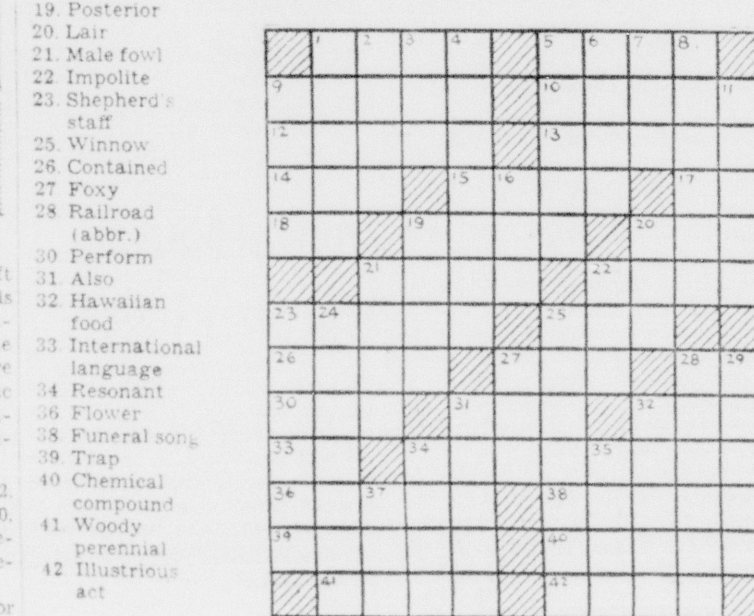 19. Posterior
20. Lair
21. Male fowl
22. Impolite
23. Shepherd's
staff
25. Winnow
26. Contained
27 Foxy
28. Railroad
(abbr.)
30. Perform
31. Also
32. Hawaiian
food
33. International
language
34 Resonant
36 Flower
38. Funeral song
39. Trap
40 Chemical
compound
41. Woody
perennial
42 Illustrious
act
1 2 3 4 5 6 7 8
9 10 11
12 13
14 15 16 17
18 19 20
21 22
23 24 25
26 27 28 29
30 31 32
33 34 35
36 37 38
39 40
41 42